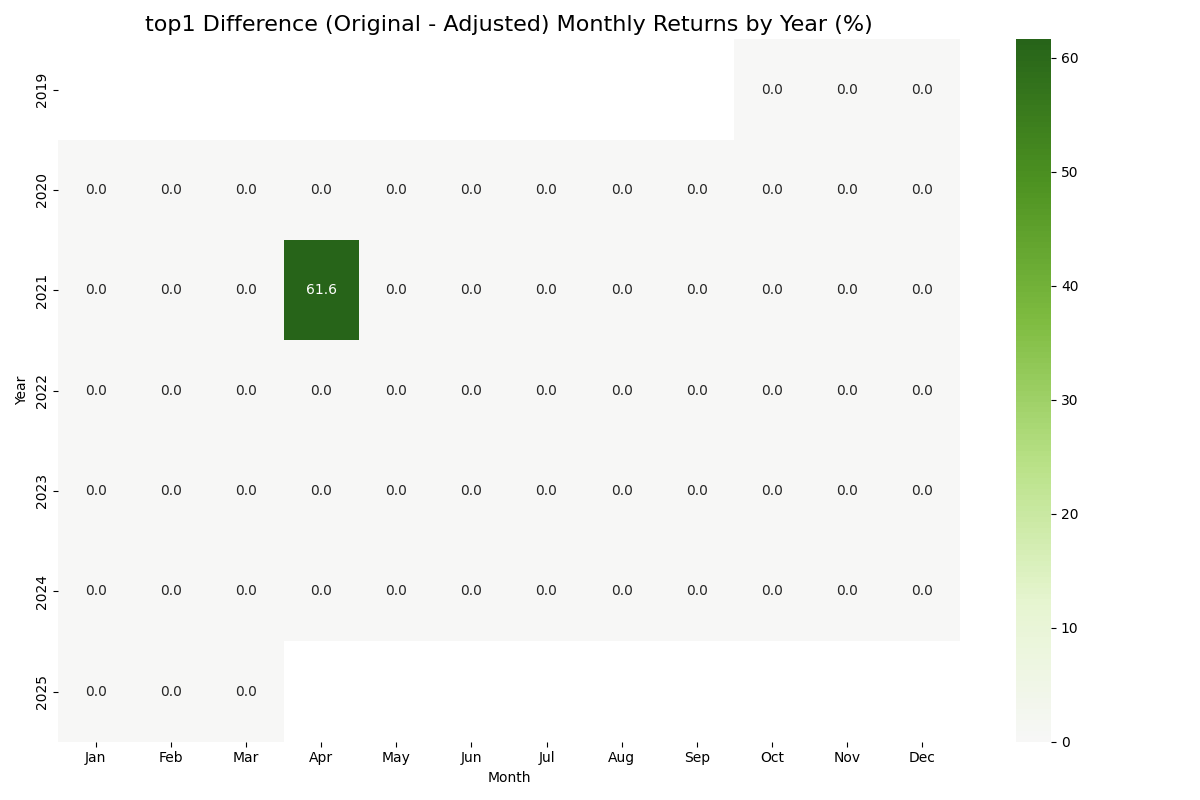 top1 Difference (Original - Adjusted) Monthly Returns by Year (%)
2019 0.0 0.0 0.0
2020 0.0 0.0 0.0 0.0 0.0 0.0 0.0 0.0 0.0 0.0 0.0 0.0
2021 0.0 0.0 0.0 61.6 0.0 0.0 0.0 0.0 0.0 0.0 0.0 0.0
2022 0.0 0.0 0.0 0.0 0.0 0.0 0.0 0.0 0.0 0.0 0.0 0.0
2023 0.0 0.0 0.0 0.0 0.0 0.0 0.0 0.0 0.0 0.0 0.0 0.0
2024 0.0 0.0 0.0 0.0 0.0 0.0 0.0 0.0 0.0 0.0 0.0 0.0
2025 0.0 0.0 0.0
Year
Jan Feb Mar Apr May Jun Jul Aug Sep Oct Nov Dec
Month
60
50
40
30
20
10
0